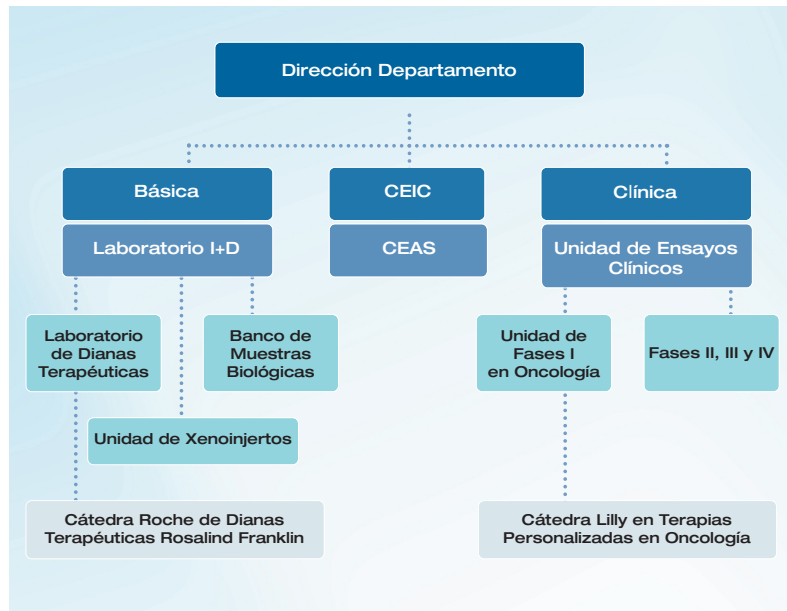 Dirección Departamento
Básica
CEIC
Clínica
Laboratorio I+D
CEAS
Unidad de Ensayos
Clínicos
Laboratorio
de Dianas
Terapéuticas
Banco de
Muestras
Biológicas
Unidad de
Fases I
en Oncología
Fases II, III y IV
Unidad de Xenoinjertos
Cátedra Roche de Dianas
Terapéuticas Rosalind Franklin
Cátedra Lilly en Terapias
Personalizadas en Oncología